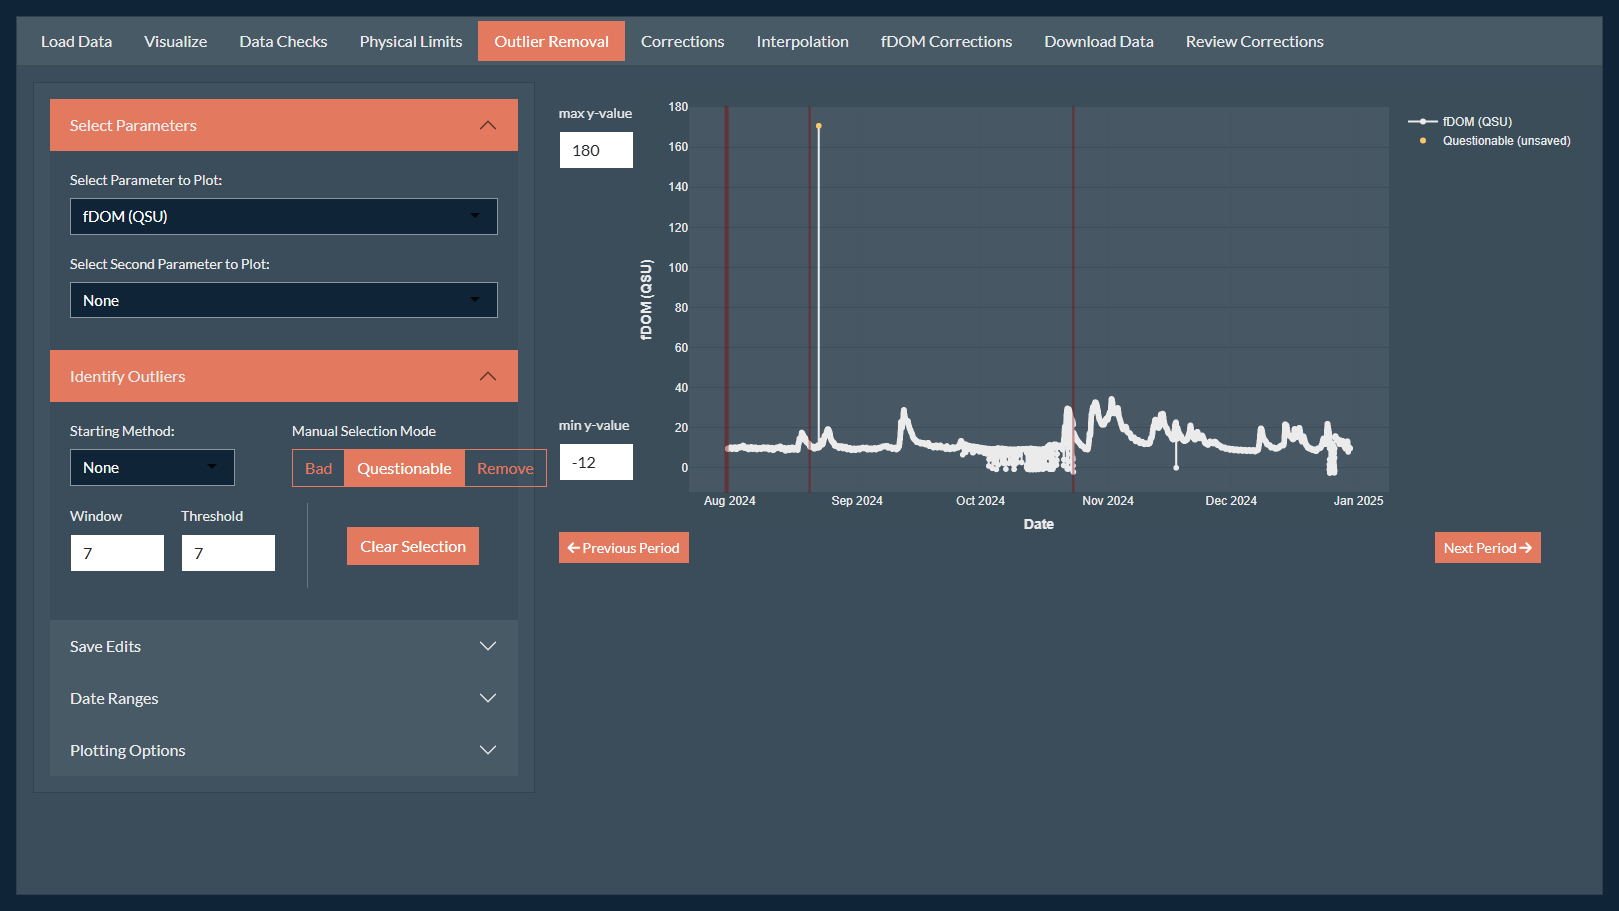 Load Data Visualize Data Checks Physical Limits Outlier Removal Corrections Interpolation fDOM Corrections Download Data Review Corrections
Select Parameters
Select Parameter to Plot:
fDOM (QSU)
Select Second Parameter to Plot:
None
Identify Outliers
Starting Method:
None
Manual Selection Mode
Bad Questionable Remove
Window
7
Threshold
7
Clear Selection
Save Edits
Date Ranges
Plotting Options
max y-value
180
min y-value
-12
fDOM (QSU)
180
160
140
120
100
80
60
40
20
0
Aug 2024 Sep 2024 Oct 2024 Nov 2024 Dec 2024 Jan 2025
Date
fDOM (QSU)
Questionable (unsaved)
Previous Period
Next Period